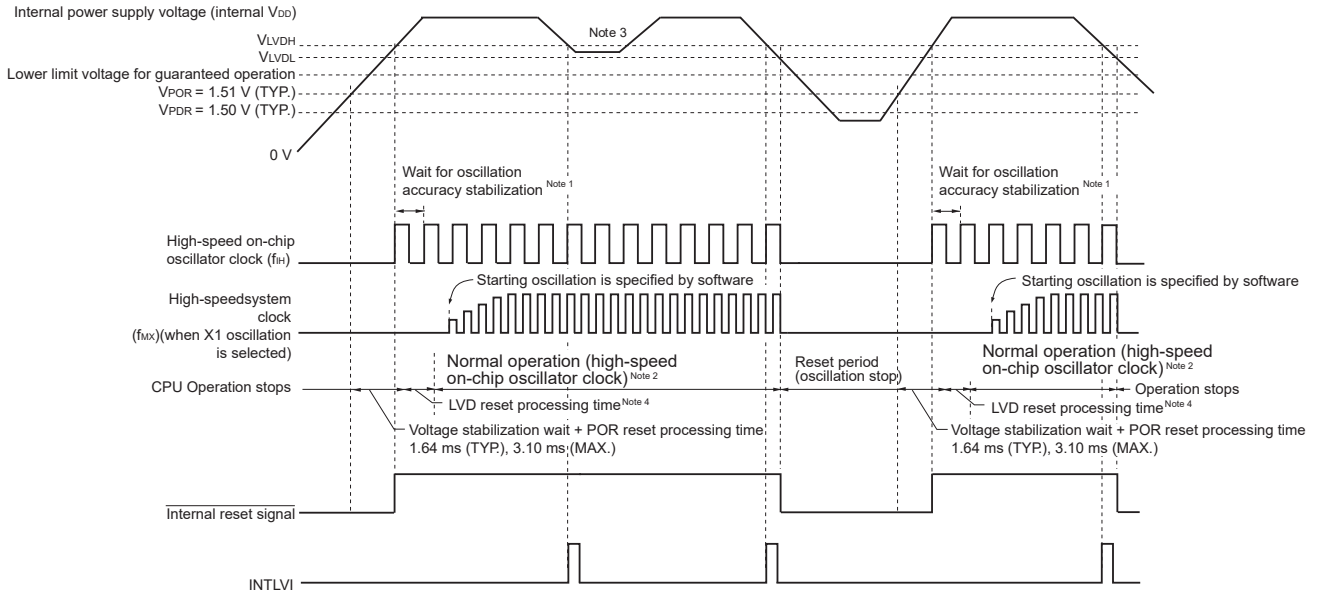 Internal power supply voltage (internal VDD)
Note 3
VLVDH
VLVDL
Lower limit voltage for guaranteed operation
VPOR = 1.51 V (TYP.)
VPDR = 1.50 V (TYP.)
0 V
Wait for oscillation
accuracy stabilization Note 1
Wait for oscillation
accuracy stabilization Note 1
High-speed on-chip
oscillator clock (fIH)
Starting oscillation is specified by software
Starting oscillation is specified by software
High-speedsystem
clock
(fMX)(when X1 oscillation
is selected)
Normal operation (high-speed
on-chip oscillator clock) Note 2
Reset period
(oscillation stop)
Normal operation (high-speed
on-chip oscillator clock) Note 2
CPU Operation stops
Operation stops
LVD reset processing time Note 4
LVD reset processing time Note 4
Voltage stabilization wait + POR reset processing time
1.64 ms (TYP.), 3.10 ms (MAX.)
Voltage stabilization wait + POR reset processing time
1.64 ms (TYP.), 3.10 ms (MAX.)
Internal reset signal
INTLVI